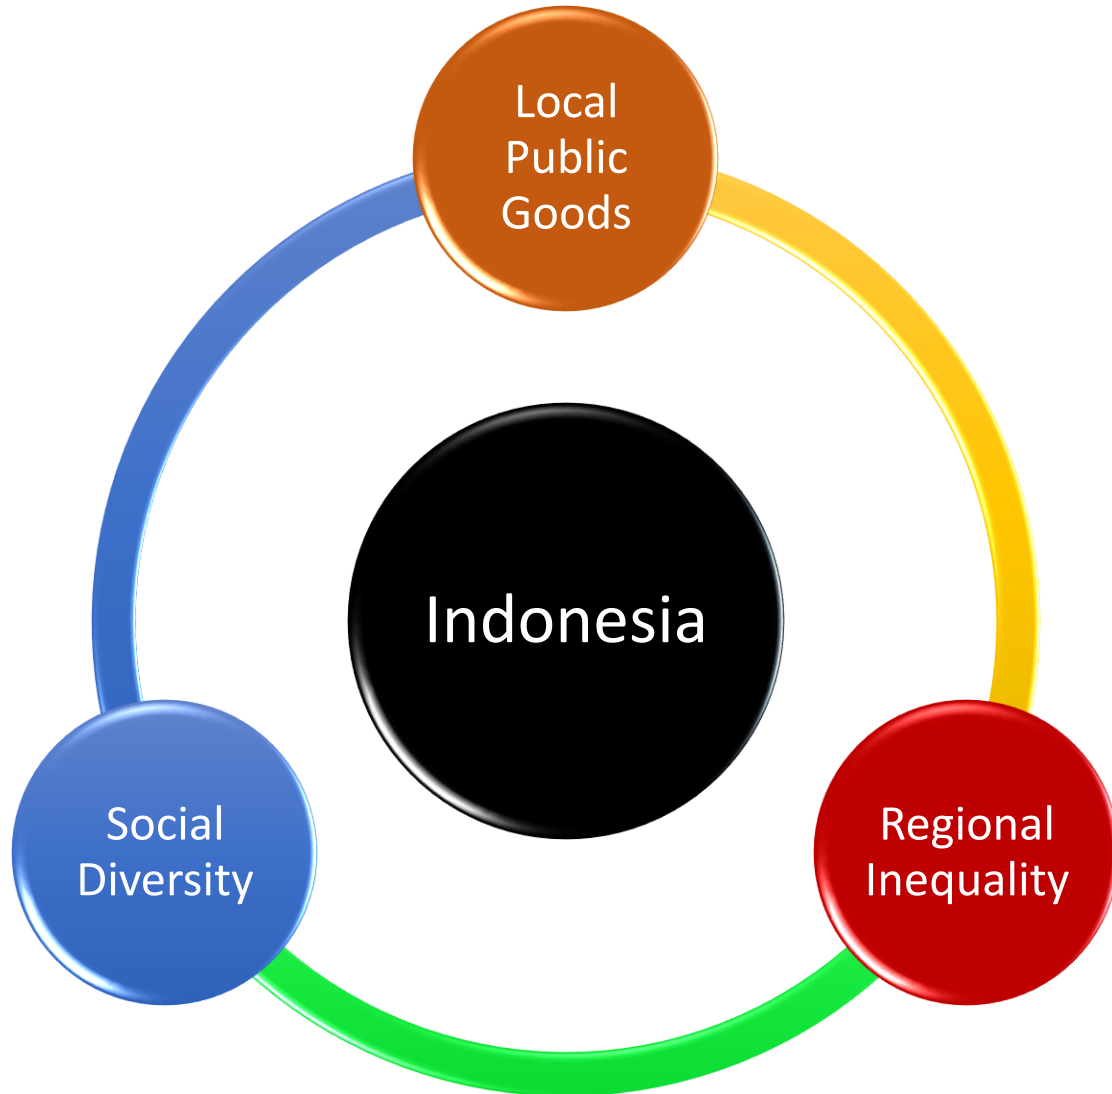 Local
Public
Goods
Indonesia
Social
Diversity
Regional
Inequality